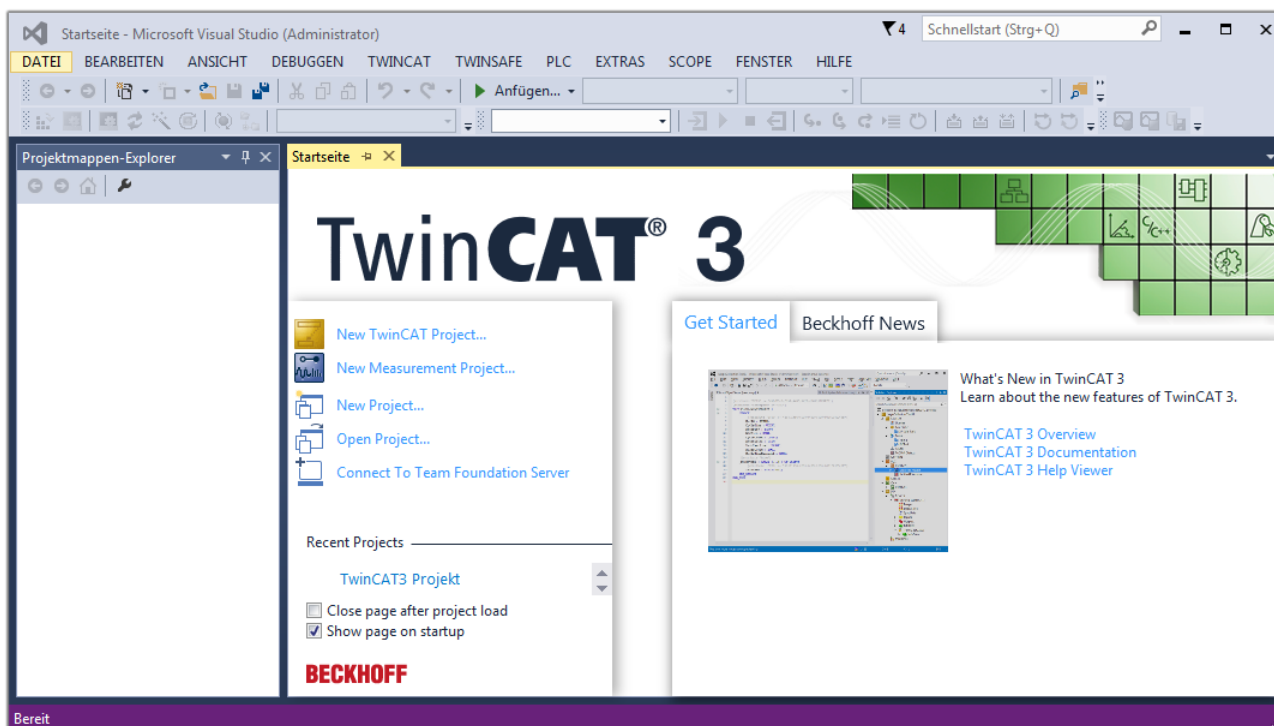 Startseite - Microsoft Visual Studio (Administrator)
4
Schnellstart (Strg+Q)
DATEI BEARBEITEN ANSICHT DEBUGGEN TWINCAT TWINSAFE PLC EXTRAS SCOPE FENSTER HILFE
Anfügen...
Projektmappen-Explorer
Startseite
TwinCAT® 3
C/C++
New TwinCAT Project...
New Measurement Project...
New Project...
Open Project...
Connect To Team Foundation Server
Recent Projects
TwinCAT3 Projekt
Close page after project load
Show page on startup
BECKHOFF
Get Started
Beckhoff News
What's New in TwinCAT 3
Learn about the new features of TwinCAT 3.
TwinCAT 3 Overview
TwinCAT 3 Documentation
TwinCAT 3 Help Viewer
Bereit